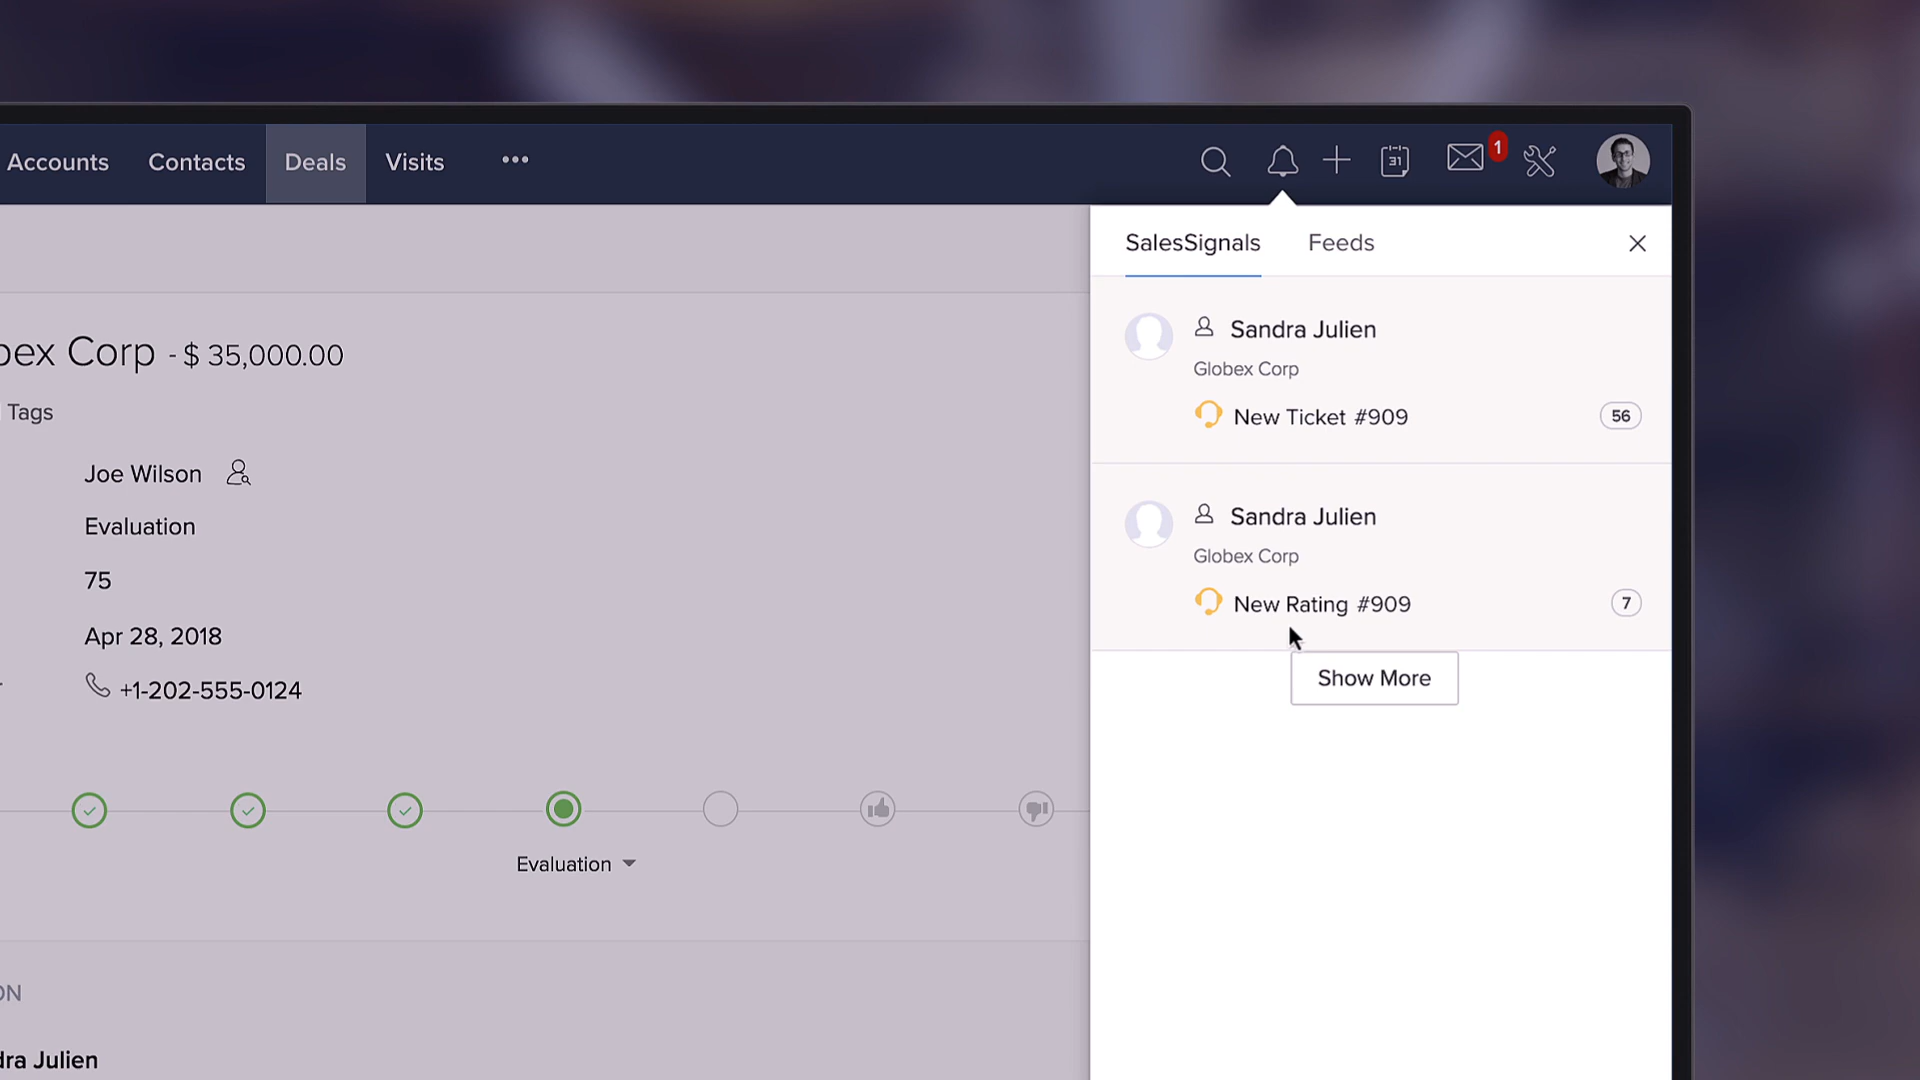 Accounts
Contacts
Deals
Visits
•••
31
1
SalesSignals
Feeds
Sandra Julien
Globex Corp
New Ticket #909
56
Sandra Julien
Globex Corp
New Rating #909
7
Show More
Corp - $ 35,000.00
Tags
Joe Wilson
Evaluation
75
Apr 28, 2018
+1-202-555-0124
Evaluation
Julien